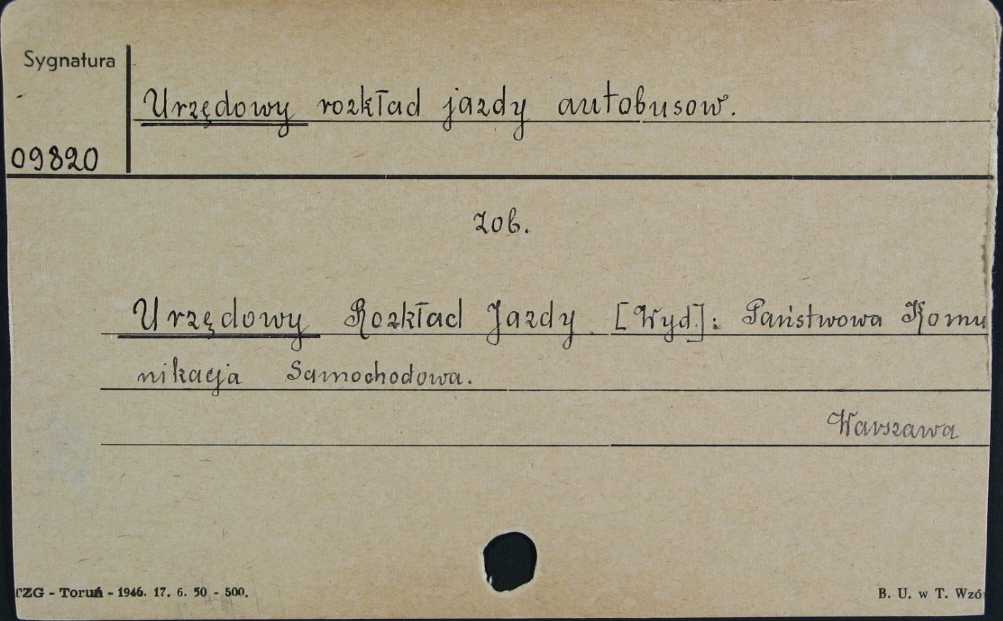 Sygnatura
Urzędowy rozkład jazdy autobusow.
09820
zob.
Urzędowy Rozkład Jazdy. [Wyd.]: Państwowa Komu
nikacja Samochodowa.
Warszawa
TZG - Toruń - 1946. 17. 6. 50 - 500.
B. U. w T. Wzó